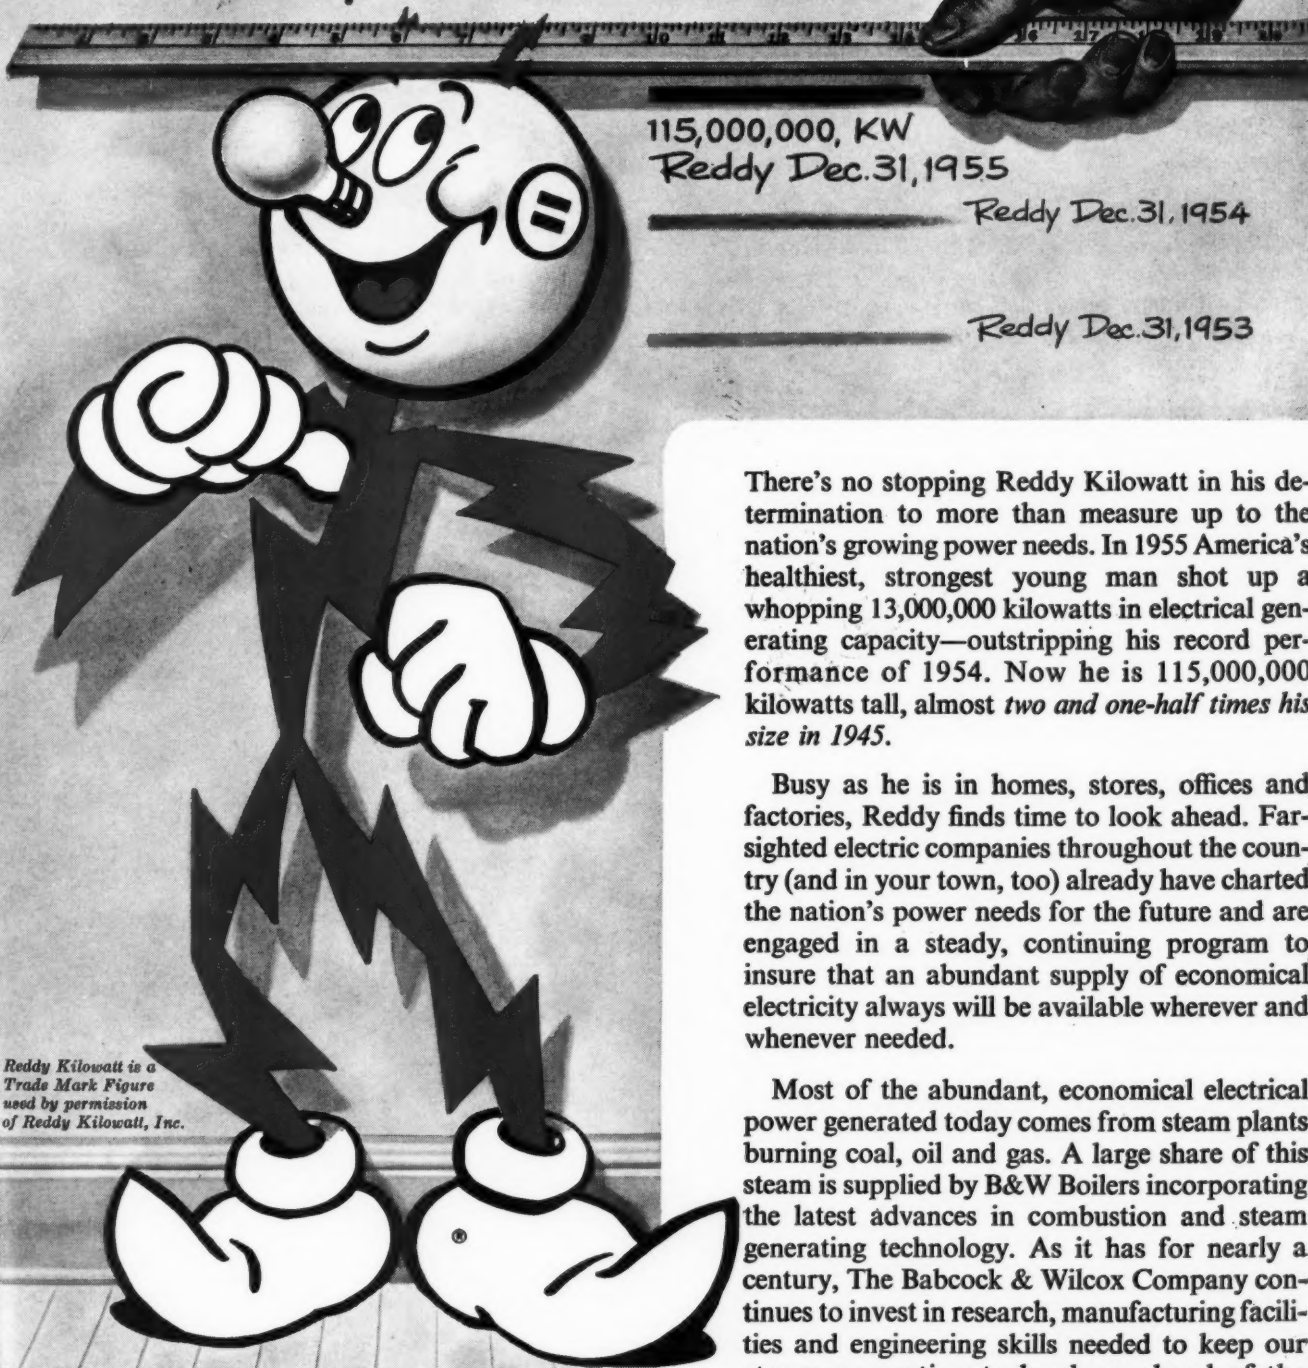 115,000,000, KW
Reddy Dec. 31, 1955
Reddy Dec. 31, 1954
Reddy Dec. 31, 1953
There's no stopping Reddy Kilowatt in his de-
termination to more than measure up to the
nation's growing power needs. In 1955 America's
healthiest, strongest young man shot up a
whopping 13,000,000 kilowatts in electrical gen-
erating capacity—outstripping his record per-
formance of 1954. Now he is 115,000,000
kilowatts tall, almost two and one-half times his
size in 1945.
Busy as he is in homes, stores, offices and
factories, Reddy finds time to look ahead. Far-
sighted electric companies throughout the coun-
try (and in your town, too) already have charted
the nation's power needs for the future and are
engaged in a steady, continuing program to
insure that an abundant supply of economical
electricity always will be available wherever and
whenever needed.
Most of the abundant, economical electrical
power generated today comes from steam plants
burning coal, oil and gas. A large share of this
steam is supplied by B&W Boilers incorporating
the latest advances in combustion and steam
generating technology. As it has for nearly a
century, The Babcock & Wilcox Company con-
tinues to invest in research, manufacturing facili-
ties and engineering skills needed to keep our
Reddy Kilowatt is a
Trade Mark Figure
used by permission
of Reddy Kilowatt, Inc.
®